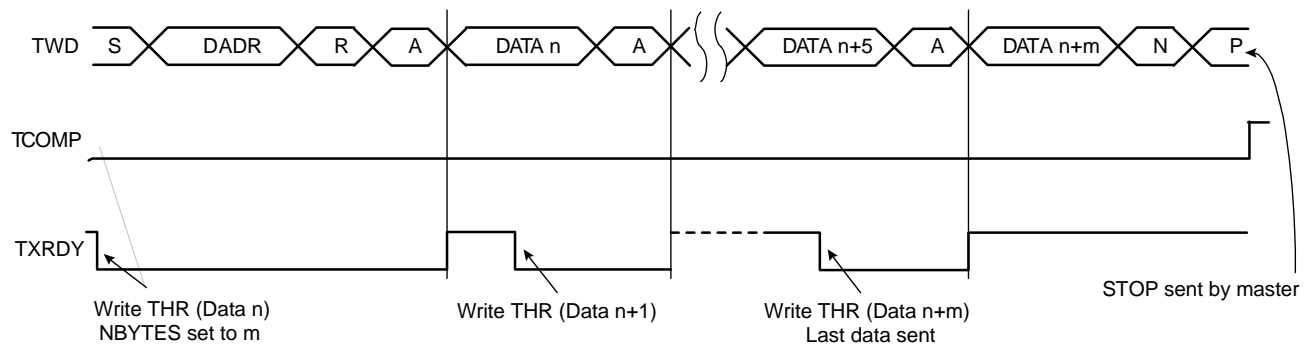 TWD S DADR R A DATA n A DATA n+5 A DATA n+m N P
TCOMP
TXRDY
Write THR (Data n)
NBYTES set to m
Write THR (Data n+1)
Write THR (Data n+m)
Last data sent
STOP sent by master